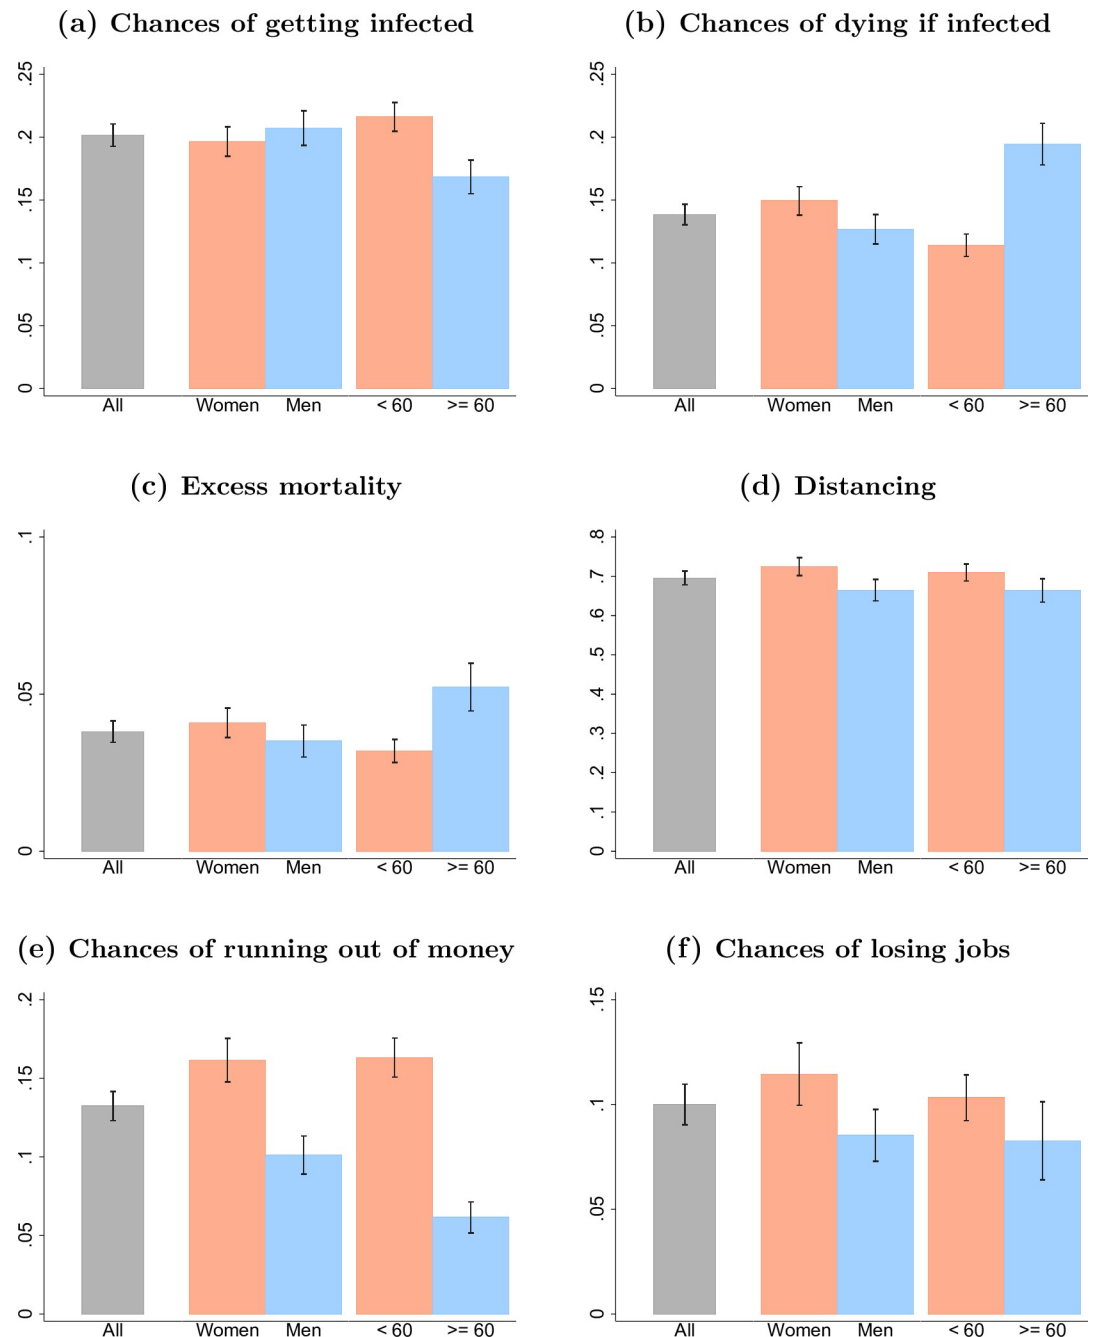 (a) Chances of getting infected
.25
.2
.15
.1
.05
0
All Women Men < 60 >= 60
(b) Chances of dying if infected
.25
.2
.15
.1
.05
0
All Women Men < 60 >= 60
(c) Excess mortality
.1
.05
0
All Women Men < 60 >= 60
(d) Distancing
.8
.7
.6
.5
.4
.3
.2
.1
0
All Women Men < 60 >= 60
(e) Chances of running out of money
.2
.15
.1
.05
0
All Women Men < 60 >= 60
(f) Chances of losing jobs
.15
.1
.05
0
All Women Men < 60 >= 60